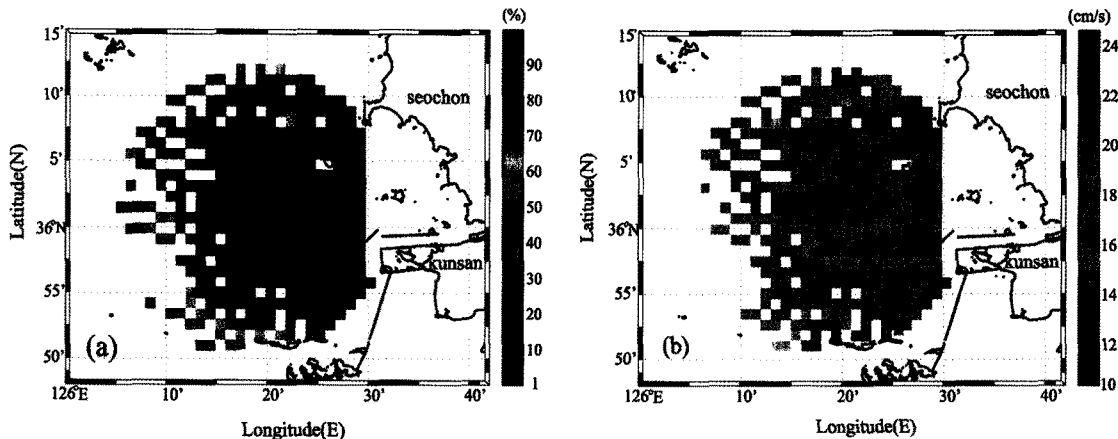 (%)
15'
10'
5'
36°N
55'
50'
Latitude(N)
126°E
10'
20'
30'
40'
Longitude(E)
seochon
kunsan
(a)
90
80
70
60
50
40
30
20
10
1
(cm/s)
15'
10'
5'
36°N
55'
50'
Latitude(N)
126°E
10'
20'
30'
40'
Longitude(E)
seochon
kunsan
(b)
24
22
20
18
16
14
12
10